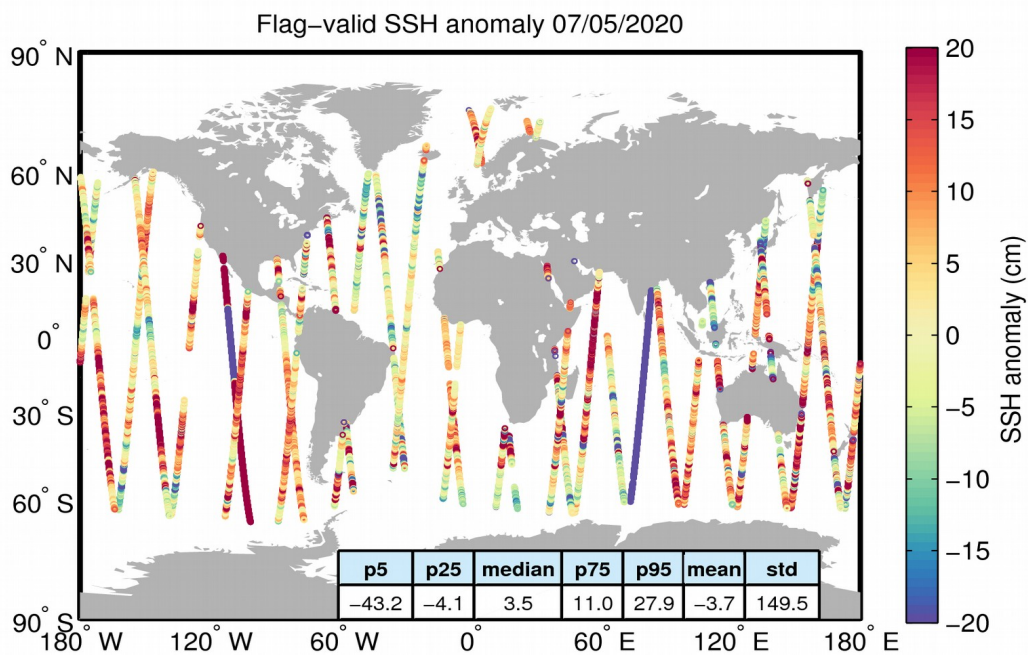 Flag−valid SSH anomaly 07/05/2020
90° N
60° N
30° N
0°
30° S
60° S
90° S
180° W
120° W
60° W
0°
60° E
120° E
180° E
p5 p25 median p75 p95 mean std
−43.2 −4.1 3.5 11.0 27.9 −3.7 149.5
20
15
10
5
0
−5
−10
−15
−20
SSH anomaly (cm)